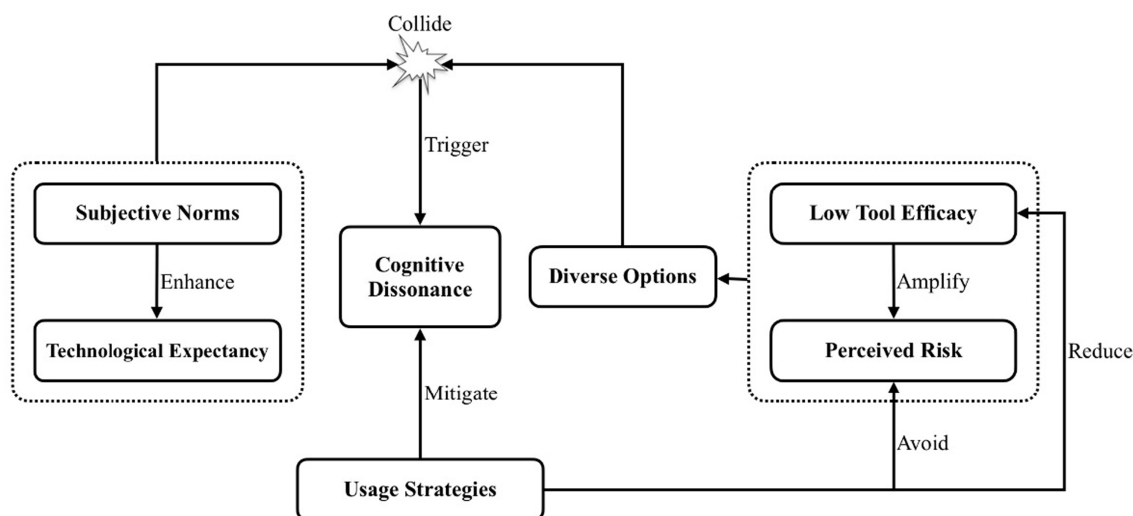 Collide
Trigger
Subjective Norms
Enhance
Technological Expectancy
Cognitive
Dissonance
Mitigate
Diverse Options
Low Tool Efficacy
Amplify
Perceived Risk
Reduce
Avoid
Usage Strategies